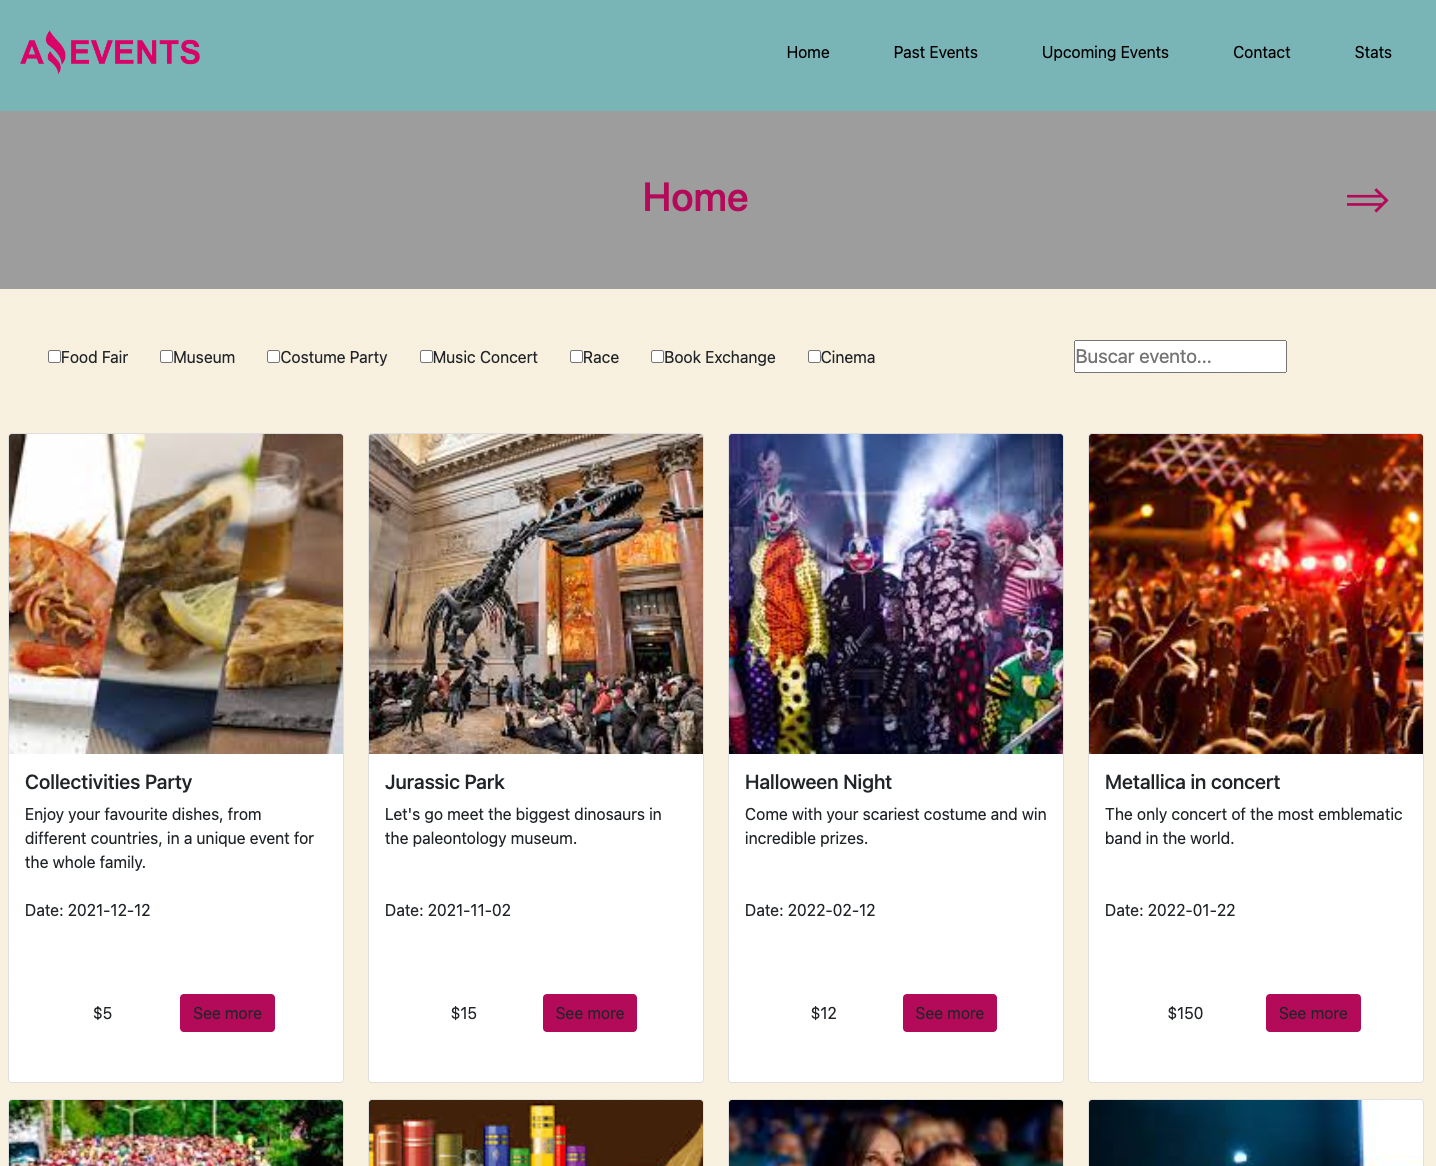 A EVENTS
Home
Past Events
Upcoming Events
Contact
Stats
Home
Food Fair
Museum
Costume Party
Music Concert
Race
Book Exchange
Cinema
Buscar evento...
Collectivities Party
Enjoy your favourite dishes, from
different countries, in a unique event for
the whole family.
Date: 2021-12-12
$5
See more
Jurassic Park
Let's go meet the biggest dinosaurs in
the paleontology museum.
Date: 2021-11-02
$15
See more
Halloween Night
Come with your scariest costume and win
incredible prizes.
Date: 2022-02-12
$12
See more
Metallica in concert
The only concert of the most emblematic
band in the world.
Date: 2022-01-22
$150
See more